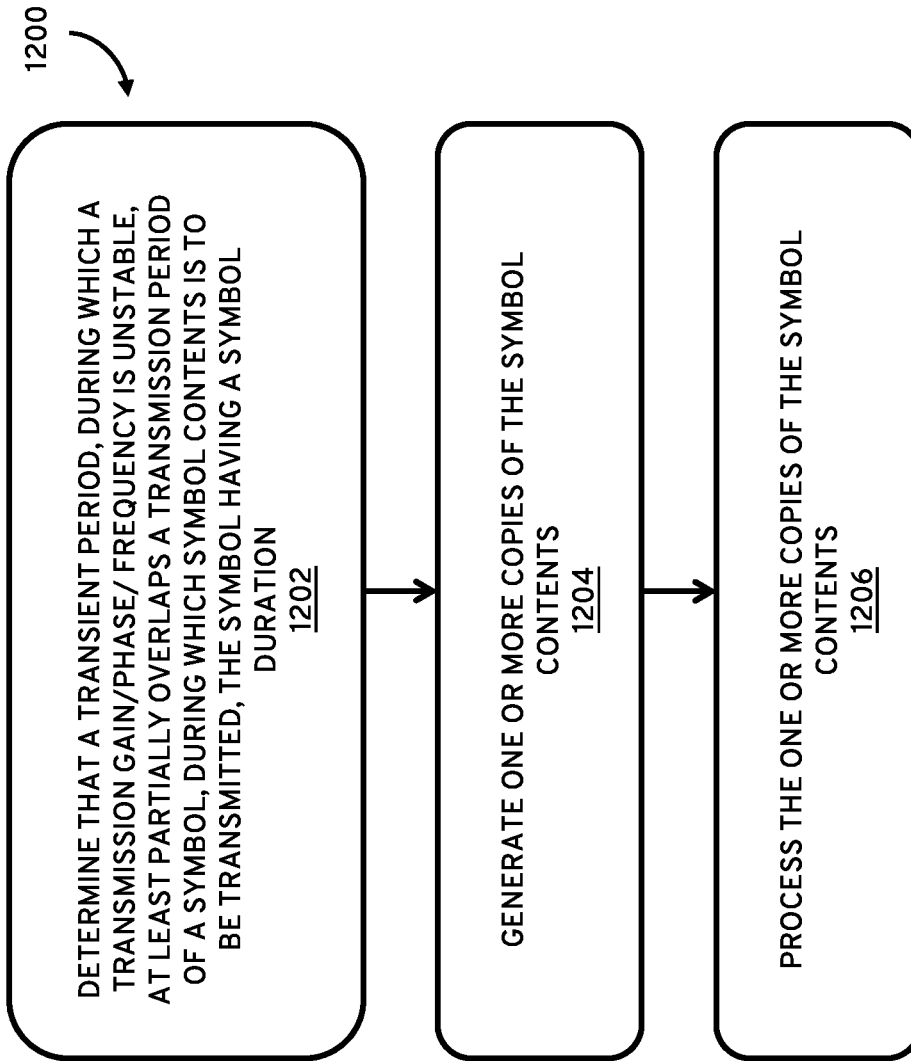 1200
DETERMINE THAT A TRANSIENT PERIOD, DURING WHICH A
TRANSMISSION GAIN/PHASE/ FREQUENCY IS UNSTABLE,
AT LEAST PARTIALLY OVERLAPS A TRANSMISSION PERIOD
OF A SYMBOL, DURING WHICH SYMBOL CONTENTS IS TO
BE TRANSMITTED, THE SYMBOL HAVING A SYMBOL
DURATION
1202
GENERATE ONE OR MORE COPIES OF THE SYMBOL
CONTENTS
1204
PROCESS THE ONE OR MORE COPIES OF THE SYMBOL
CONTENTS
1206